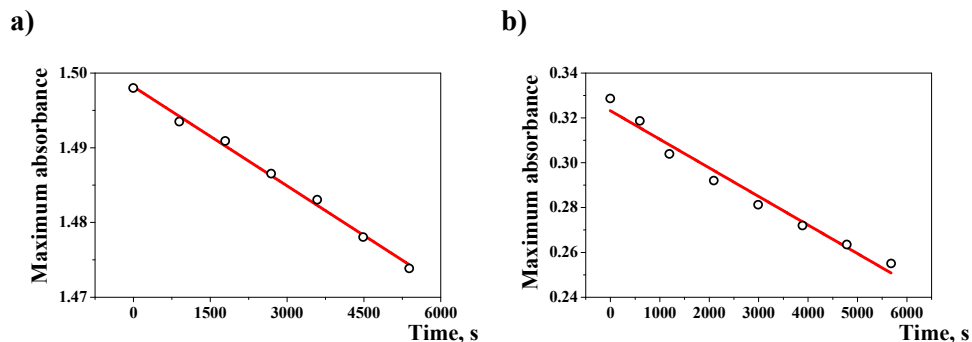 a)
Maximum absorbance
1.50
1.49
1.48
1.47
0 1500 3000 4500 6000
Time, s
b)
Maximum absorbance
0.34
0.32
0.30
0.28
0.26
0.24
0 1000 2000 3000 4000 5000 6000
Time, s